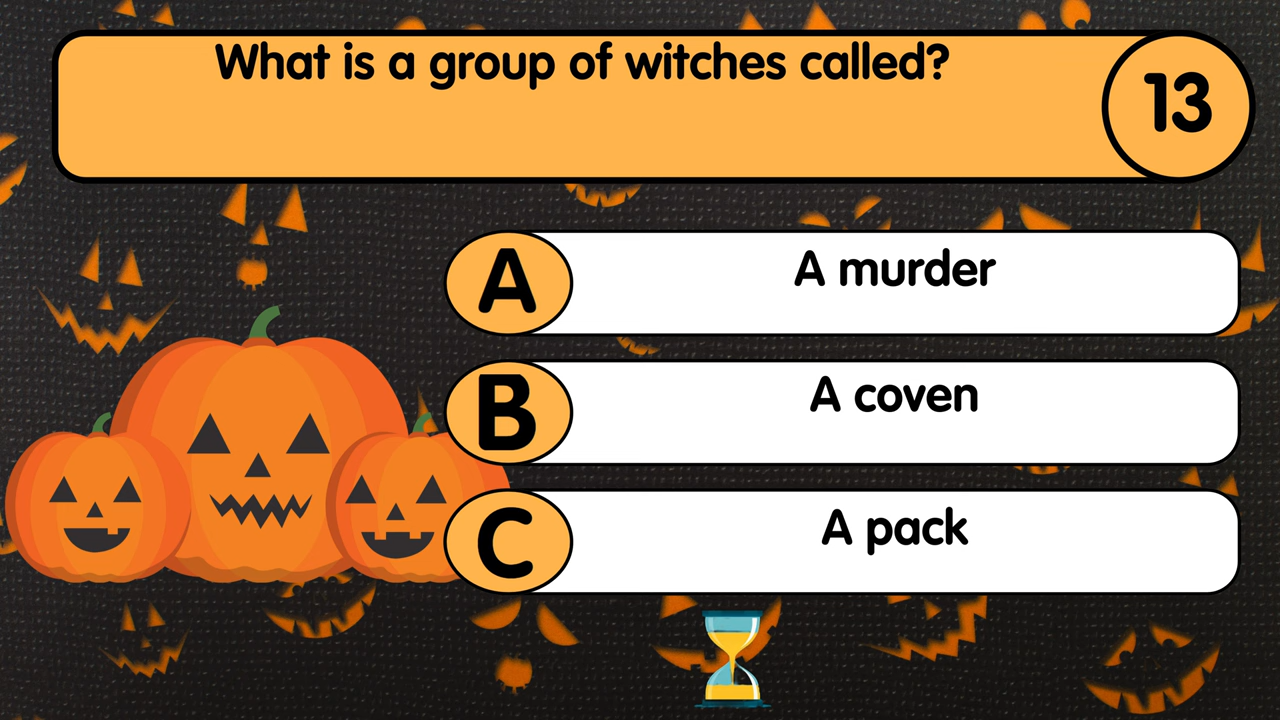 What is a group of witches called?
13
A
A murder
B
A coven
C
A pack